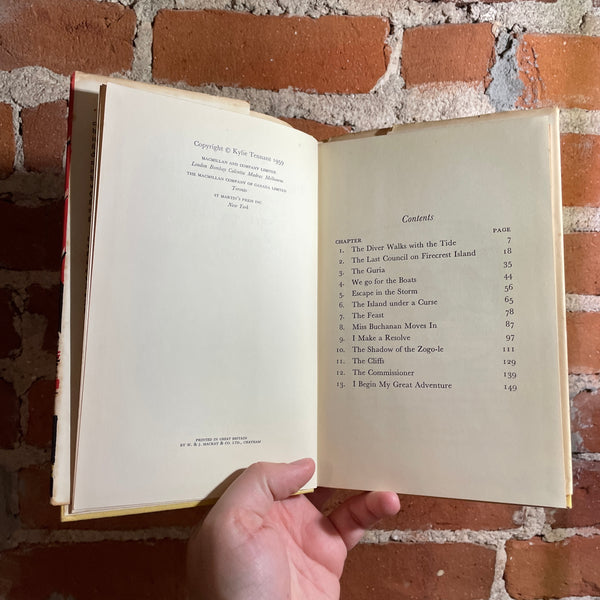 Copyright © Kylie Tennant 1959
MACMILLAN AND COMPANY LIMITED
London Bombay Calcutta Madras Melbourne
THE MACMILLAN COMPANY OF CANADA LIMITED
Toronto
ST MARTIN'S PRESS INC
New York
PRINTED IN GREAT BRITAIN
BY W. & J. MACKAY & CO. LTD., CHATHAM
Contents
CHAPTER PAGE
1. The Diver Walks with the Tide 7
2. The Last Council on Firecrest Island 18
3. The Guria 35
4. We go for the Boats 44
5. Escape in the Storm 56
6. The Island under a Curse 65
7. The Feast 78
8. Miss Buchanan Moves In 87
9. I Make a Resolve 97
10. The Shadow of the Zogo-le 111
11. The Cliffs 129
12. The Commissioner 139
13. I Begin My Great Adventure 149